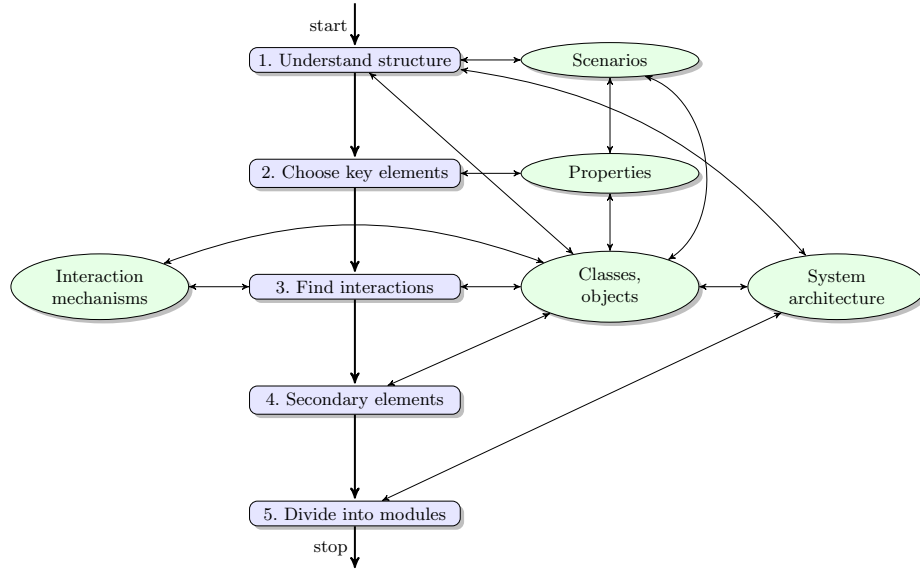 start
1. Understand structure
Scenarios
2. Choose key elements
Properties
Interaction
mechanisms
3. Find interactions
Classes,
objects
System
architecture
4. Secondary elements
5. Divide into modules
stop